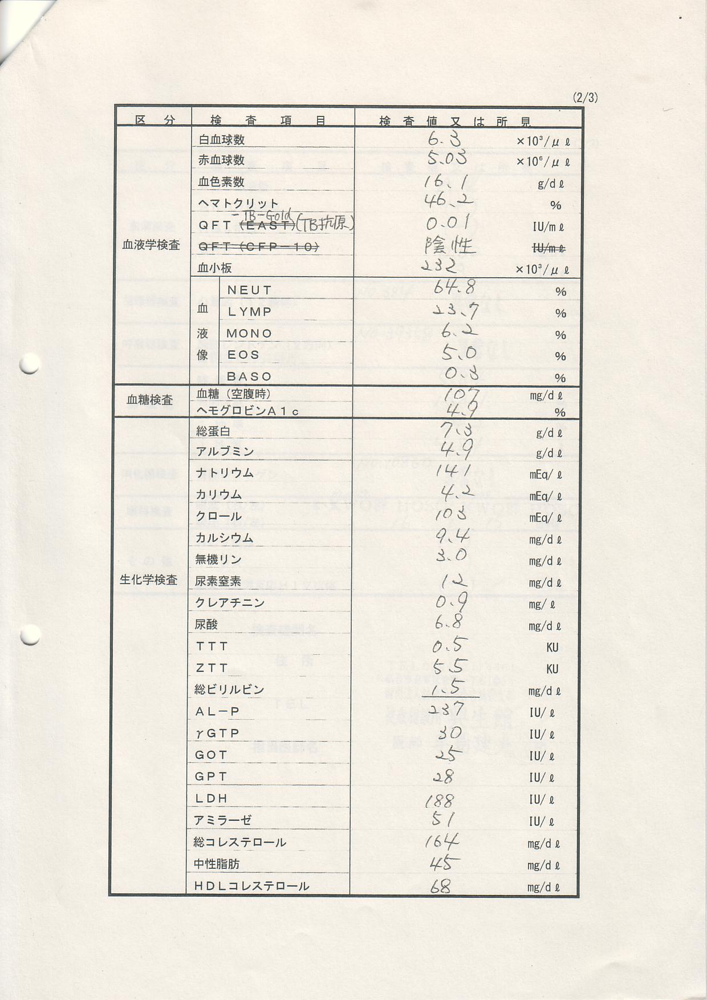 (2/3)
区 分 検 査 項 目 検 査 値 又 は 所 見
白血球数 6.3 ×10³/μℓ
赤血球数 5.03 ×10⁶/μℓ
血色素数 16.1 g/dℓ
ヘマトクリット 46.2 %
-TB-Gold
QFT (EAST)(TB抗原) 0.01 IU/mℓ
血液学検査 QFT (CFP-10) 陰性 IU/mℓ
血小板 232 ×10³/μℓ
NEUT 64.8 %
血 LYMP 23.7 %
液 MONO 6.2 %
像 EOS 5.0 %
BASO 0.3 %
血糖検査 血糖（空腹時） 107 mg/dℓ
ヘモグロビンA1c 4.9 %
総蛋白 7.3 g/dℓ
アルブミン 4.9 g/dℓ
ナトリウム 141 mEq/ℓ
カリウム 4.2 mEq/ℓ
クロール 103 mEq/ℓ
カルシウム 9.4 mg/dℓ
無機リン 3.0 mg/dℓ
生化学検査 尿素窒素 12 mg/dℓ
クレアチニン 0.9 mg/ℓ
尿酸 6.8 mg/dℓ
TTT 0.5 KU
ZTT 5.5 KU
総ビリルビン 1.5 mg/dℓ
AL-P 237 IU/ℓ
γGTP 30 IU/ℓ
GOT 25 IU/ℓ
GPT 28 IU/ℓ
LDH 188 IU/ℓ
アミラーゼ 51 IU/ℓ
総コレステロール 164 mg/dℓ
中性脂肪 45 mg/dℓ
HDLコレステロール 68 mg/dℓ